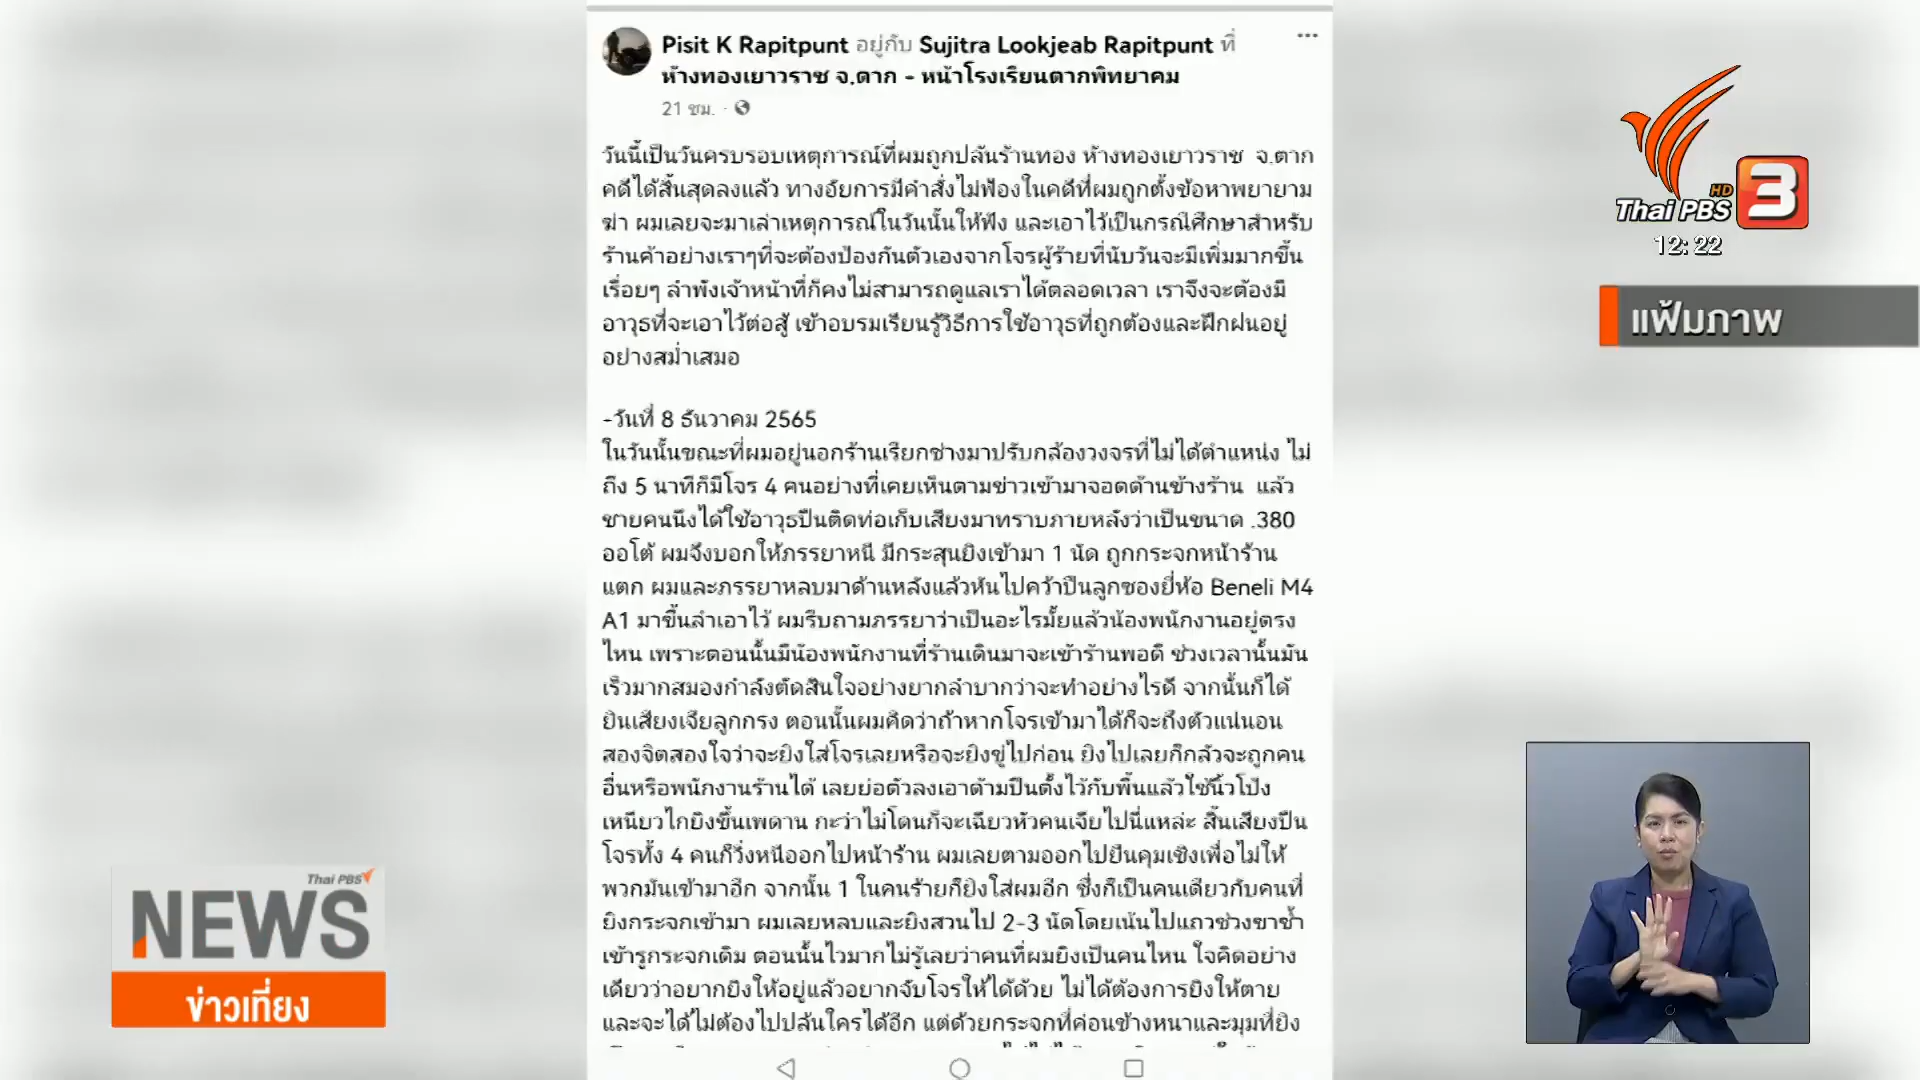 Pisit K Rapitpunt อยู่กับ Sujitra Lookjeab Rapitpunt ที่
ห้างทองเยาวราช จ.ตาก - หน้าโรงเรียนตากพิทยาคม
21 ชม. ·
วันนี้เป็นวันครบรอบเหตุการณ์ที่ผมถูกปล้นร้านทอง ห้างทองเยาวราช จ.ตาก
คดีได้สิ้นสุดลงแล้ว ทางอัยการมีคำสั่งไม่ฟ้องในคดีที่ผมถูกตั้งข้อหาพยายาม
ฆ่า ผมเลยจะมาเล่าเหตุการณ์ในวันนั้นให้ฟัง และเอาไว้เป็นกรณีศึกษาสำหรับ
ร้านค้าอย่างเราๆที่จะต้องป้องกันตัวเองจากโจรผู้ร้ายที่นับวันจะมีเพิ่มมากขึ้น
เรื่อยๆ ลำพังเจ้าหน้าที่ก็คงไม่สามารถดูแลเราได้ตลอดเวลา เราจึงจะต้องมี
อาวุธที่จะเอาไว้ต่อสู้ เข้าอบรมเรียนรู้วิธีการใช้อาวุธที่ถูกต้องและฝึกฝนอยู่
อย่างสม่ำเสมอ
-วันที่ 8 ธันวาคม 2565
ในวันนั้นขณะที่ผมอยู่นอกร้านเรียกช่างมาปรับกล้องวงจรที่ไม่ได้ตำแหน่ง ไม่
ถึง 5 นาทีก็มีโจร 4 คนอย่างที่เคยเห็นตามข่าวเข้ามาจอดด้านข้างร้าน แล้ว
ชายคนนึงได้ใช้อาวุธปืนติดท่อเก็บเสียงมาทราบภายหลังว่าเป็นขนาด .380
ออโต้ ผมจึงบอกให้ภรรยาหนี มีกระสุนยิงเข้ามา 1 นัด ถูกกระจกหน้าร้าน
แตก ผมและภรรยาหลบมาด้านหลังแล้วหันไปคว้าปืนลูกซองยี่ห้อ Beneli M4
A1 มาขึ้นลำเอาไว้ ผมรีบถามภรรยาว่าเป็นอะไรมั้ยแล้วน้องพนักงานอยู่ตรง
ไหน เพราะตอนนั้นมีน้องพนักงานที่ร้านเดินมาจะเข้าร้านพอดี ช่วงเวลานั้นมัน
เร็วมากสมองกำลังตัดสินใจอย่างยากลำบากว่าจะทำอย่างไรดี จากนั้นก็ได้
ยินเสียงเจียลูกกรง ตอนนั้นผมคิดว่าถ้าหากโจรเข้ามาได้ก็จะถึงตัวแน่นอน
สองจิตสองใจว่าจะยิงใส่โจรเลยหรือจะยิงขู่ไปก่อน ยิงไปเลยก็กลัวจะถูกคน
อื่นหรือพนักงานร้านได้ เลยย่อตัวลงเอาด้ามปืนตั้งไว้กับพื้นแล้วใช้นิ้วโป้ง
เหนียวไกยิงขึ้นเพดาน กะว่าไม่โดนก็จะเฉียวหัวคนเจียไปนี่แหล่ะ สิ้นเสียงปืน
โจรทั้ง 4 คนก็วิ่งหนีออกไปหน้าร้าน ผมเลยตามออกไปยืนคุมเชิงเพื่อไม่ให้
พวกมันเข้ามาอีก จากนั้น 1 ในคนร้ายก็ยิงใส่ผมอีก ซึ่งก็เป็นคนเดียวกับคนที่
ยิงกระจกเข้ามา ผมเลยหลบและยิงสวนไป 2-3 นัดโดยเน้นไปแถวช่วงขาซ้ำ
เข้ารูกระจกเดิม ตอนนั้นไวมากไม่รู้เลยว่าคนที่ผมยิงเป็นคนไหน ใจคิดอย่าง
เดียวว่าอยากยิงให้อยู่แล้วอยากจับโจรให้ได้ด้วย ไม่ได้ต้องการยิงให้ตาย
และจะได้ไม่ต้องไปปล้นใครได้อีก แต่ด้วยกระจกที่ค่อนข้างหนาและมุมที่ยิง
Thai PBS HD 3
12:22
แฟ้มภาพ
Thai PBS
NEWS
ข่าวเที่ยง